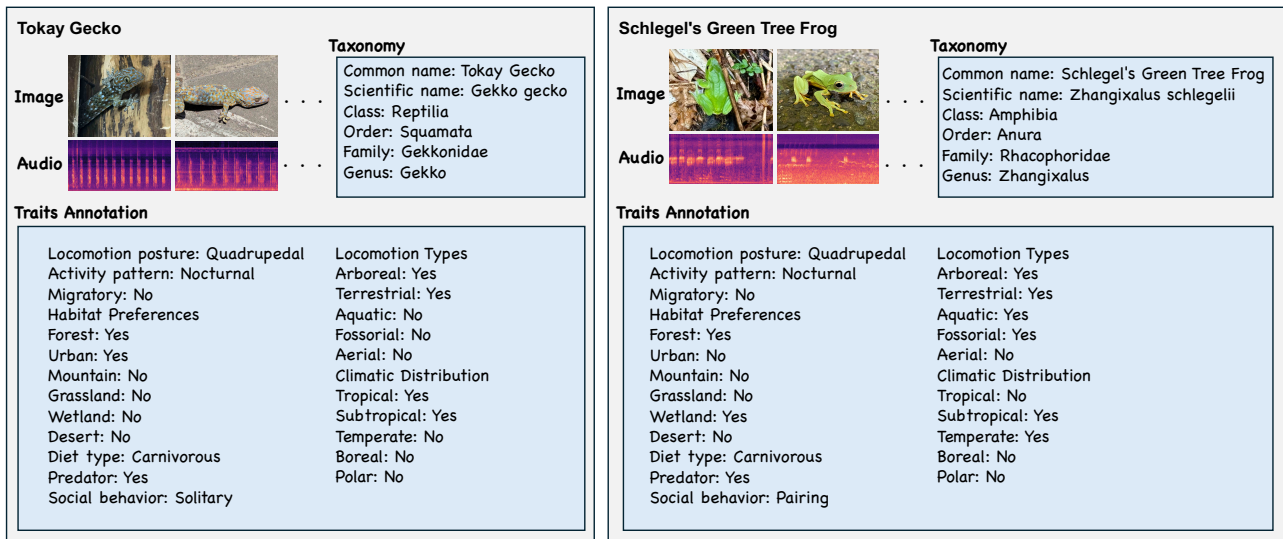 Tokay Gecko
Taxonomy
Image
. . .
Common name: Tokay Gecko
Scientific name: Gekko gecko
Class: Reptilia
Order: Squamata
Family: Gekkonidae
Genus: Gekko
Audio
. . .
Traits Annotation
Locomotion posture: Quadrupedal
Activity pattern: Nocturnal
Migratory: No
Habitat Preferences
Forest: Yes
Urban: Yes
Mountain: No
Grassland: No
Wetland: No
Desert: No
Diet type: Carnivorous
Predator: Yes
Social behavior: Solitary
Locomotion Types
Arboreal: Yes
Terrestrial: Yes
Aquatic: No
Fossorial: No
Aerial: No
Climatic Distribution
Tropical: Yes
Subtropical: Yes
Temperate: No
Boreal: No
Polar: No
Schlegel's Green Tree Frog
Taxonomy
Image
. . .
Common name: Schlegel's Green Tree Frog
Scientific name: Zhangixalus schlegelii
Class: Amphibia
Order: Anura
Family: Rhacophoridae
Genus: Zhangixalus
Audio
. . .
Traits Annotation
Locomotion posture: Quadrupedal
Activity pattern: Nocturnal
Migratory: No
Habitat Preferences
Forest: Yes
Urban: No
Mountain: No
Grassland: No
Wetland: Yes
Desert: No
Diet type: Carnivorous
Predator: Yes
Social behavior: Pairing
Locomotion Types
Arboreal: Yes
Terrestrial: Yes
Aquatic: Yes
Fossorial: Yes
Aerial: No
Climatic Distribution
Tropical: No
Subtropical: Yes
Temperate: Yes
Boreal: No
Polar: No